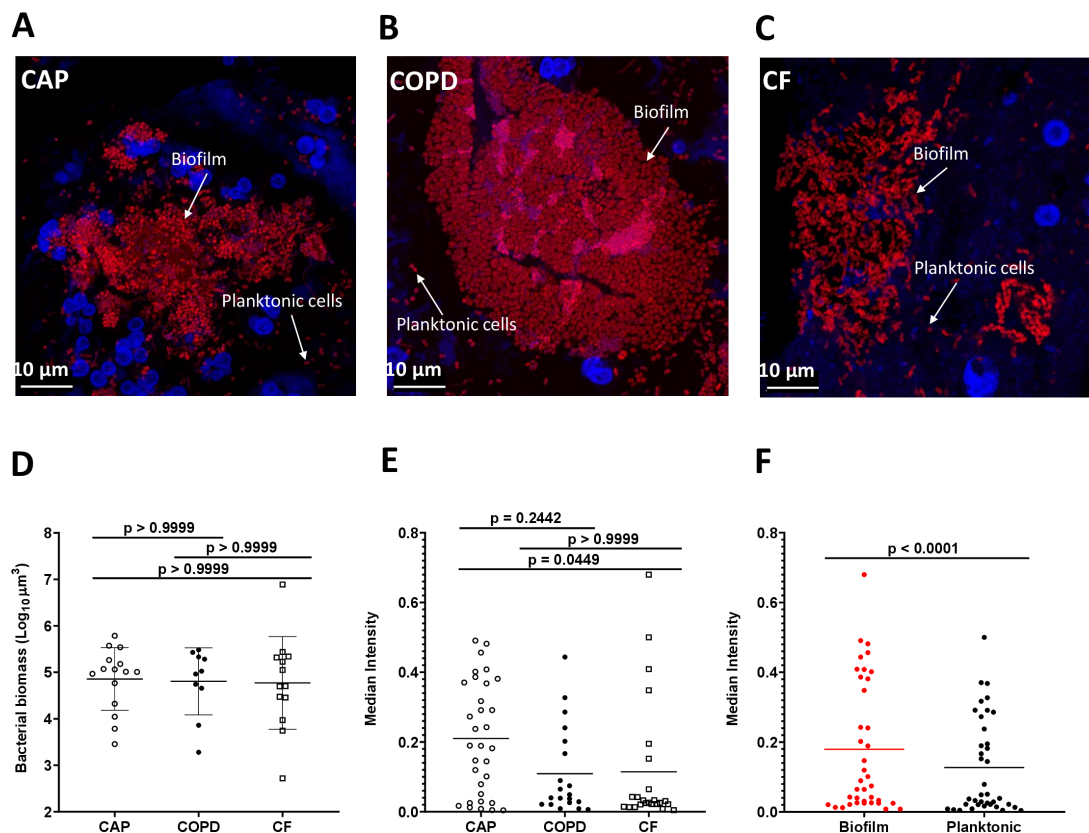 A
B
C
CAP
COPD
CF
Biofilm
Biofilm
Biofilm
Planktonic cells
Planktonic cells
Planktonic cells
10 µm
10 µm
10 µm
D
E
F
p > 0.9999
p > 0.9999
p > 0.9999
Bacterial biomass (Log10 µm3)
8
7
6
5
4
3
2
CAP COPD CF
p = 0.2442
p > 0.9999
p = 0.0449
Median Intensity
0.8
0.6
0.4
0.2
0.0
CAP COPD CF
p < 0.0001
Median Intensity
0.8
0.6
0.4
0.2
0.0
Biofilm Planktonic